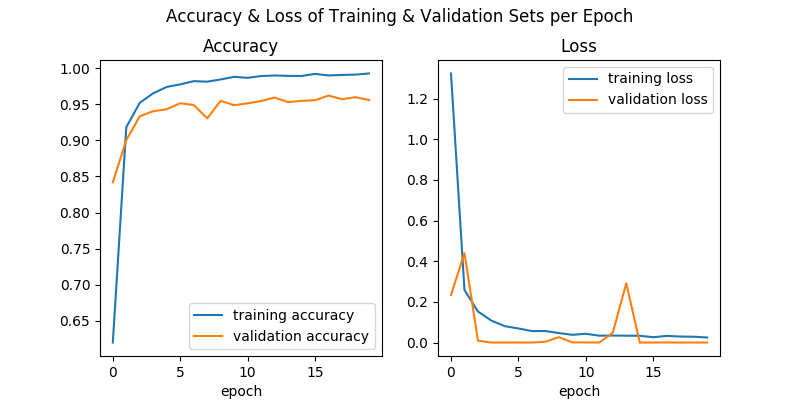 Accuracy & Loss of Training & Validation Sets per Epoch
Accuracy
1.00
0.95
0.90
0.85
0.80
0.75
0.70
0.65
training accuracy
validation accuracy
0 5 10 15
epoch
Loss
1.2
1.0
0.8
0.6
0.4
0.2
0.0
training loss
validation loss
0 5 10 15
epoch